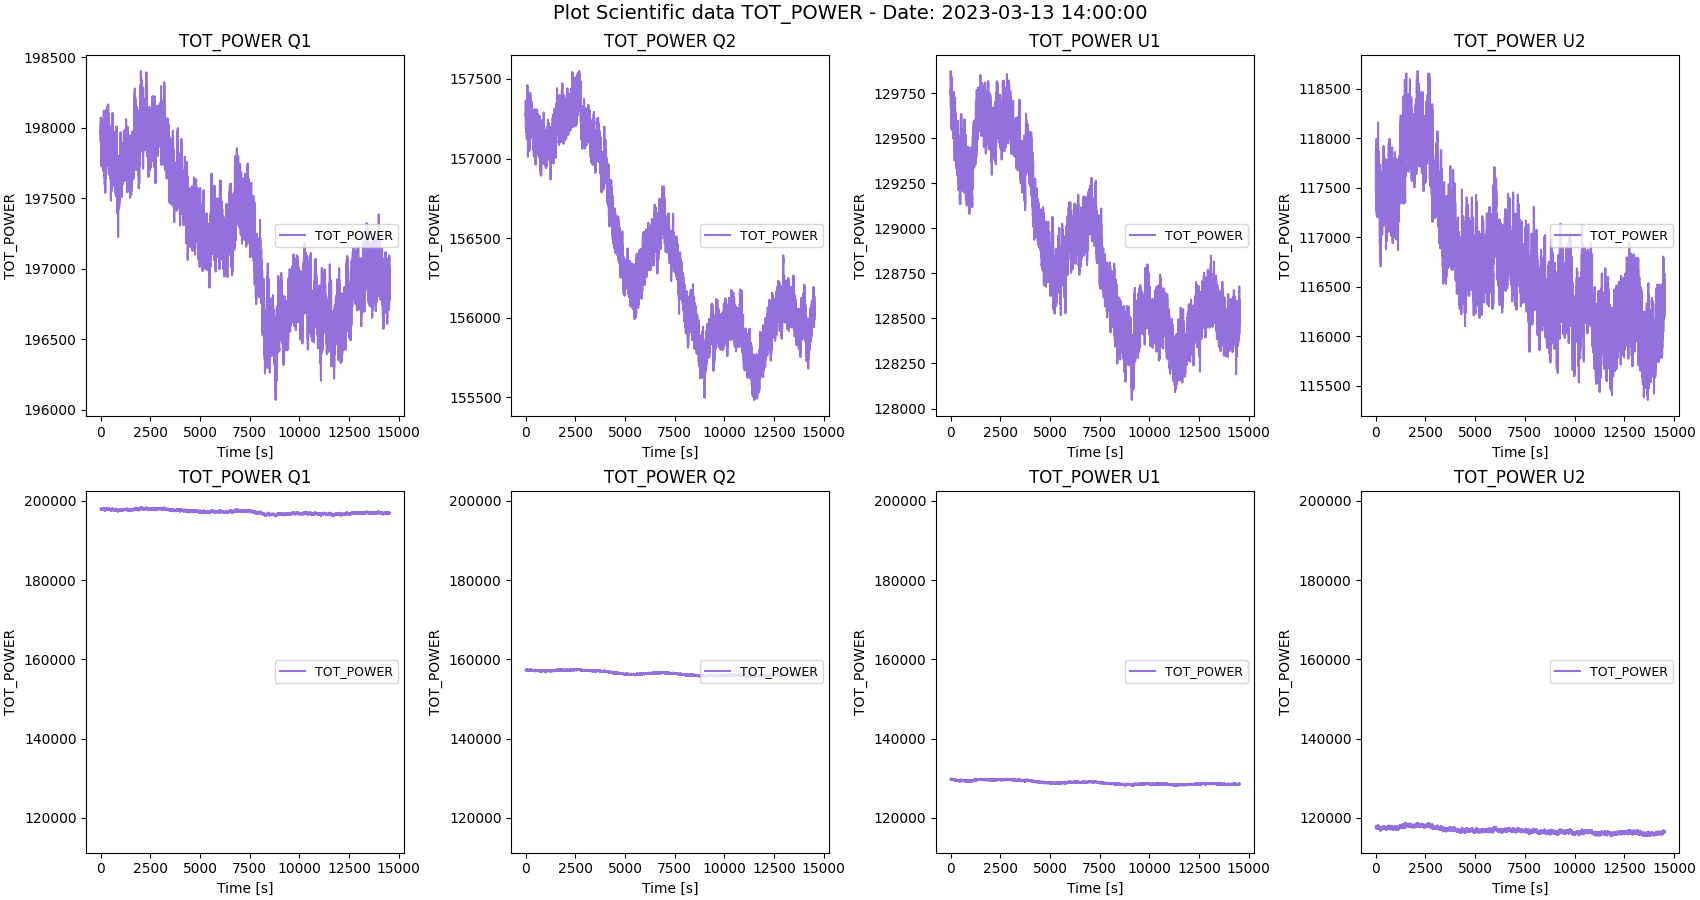 Plot Scientific data TOT_POWER - Date: 2023-03-13 14:00:00
TOT_POWER Q1
TOT_POWER
198500
198000
197500
197000
196500
196000
TOT_POWER
0 2500 5000 7500 10000 12500 15000
Time [s]
TOT_POWER Q2
TOT_POWER
157500
157000
156500
156000
155500
TOT_POWER
0 2500 5000 7500 10000 12500 15000
Time [s]
TOT_POWER U1
TOT_POWER
129750
129500
129250
129000
128750
128500
128250
128000
TOT_POWER
0 2500 5000 7500 10000 12500 15000
Time [s]
TOT_POWER U2
TOT_POWER
118500
118000
117500
117000
116500
116000
115500
TOT_POWER
0 2500 5000 7500 10000 12500 15000
Time [s]
TOT_POWER Q1
TOT_POWER
200000
180000
160000
140000
120000
TOT_POWER
0 2500 5000 7500 10000 12500 15000
Time [s]
TOT_POWER Q2
TOT_POWER
200000
180000
160000
140000
120000
TOT_POWER
0 2500 5000 7500 10000 12500 15000
Time [s]
TOT_POWER U1
TOT_POWER
200000
180000
160000
140000
120000
TOT_POWER
0 2500 5000 7500 10000 12500 15000
Time [s]
TOT_POWER U2
TOT_POWER
200000
180000
160000
140000
120000
TOT_POWER
0 2500 5000 7500 10000 12500 15000
Time [s]